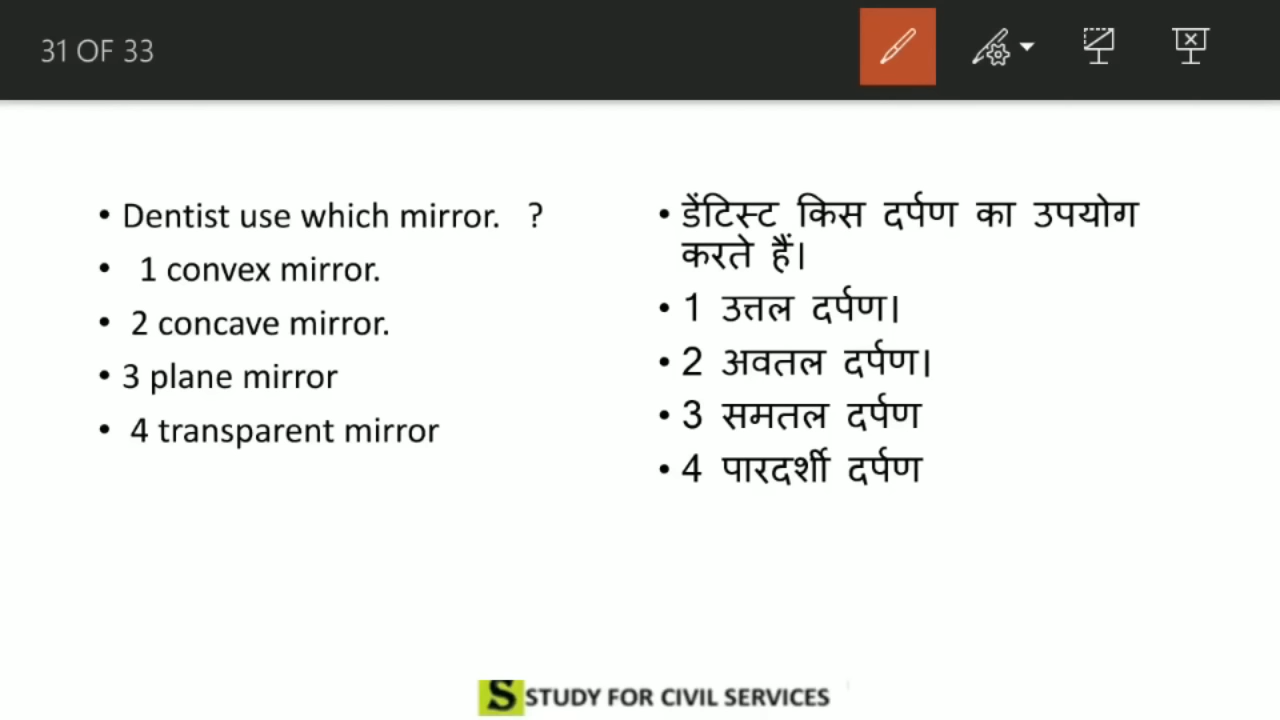 31 OF 33
• Dentist use which mirror. ?
• 1 convex mirror.
• 2 concave mirror.
• 3 plane mirror
• 4 transparent mirror
• डेंटिस्ट किस दर्पण का उपयोग
करते हैं।
• 1 उत्तल दर्पण।
• 2 अवतल दर्पण।
• 3 समतल दर्पण
• 4 पारदर्शी दर्पण
S STUDY FOR CIVIL SERVICES